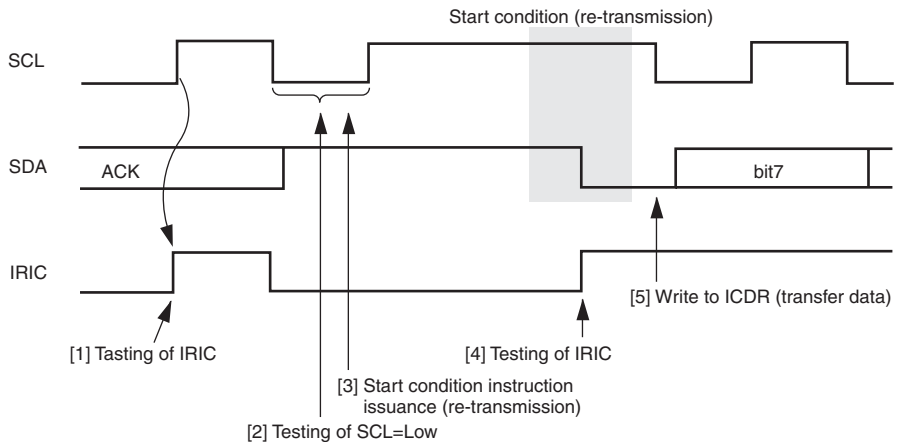 Start condition (re-transmission)
SCL
SDA
ACK
bit7
IRIC
[5] Write to ICDR (transfer data)
[1] Tasting of IRIC
[4] Testing of IRIC
[3] Start condition instruction
issuance (re-transmission)
[2] Testing of SCL=Low